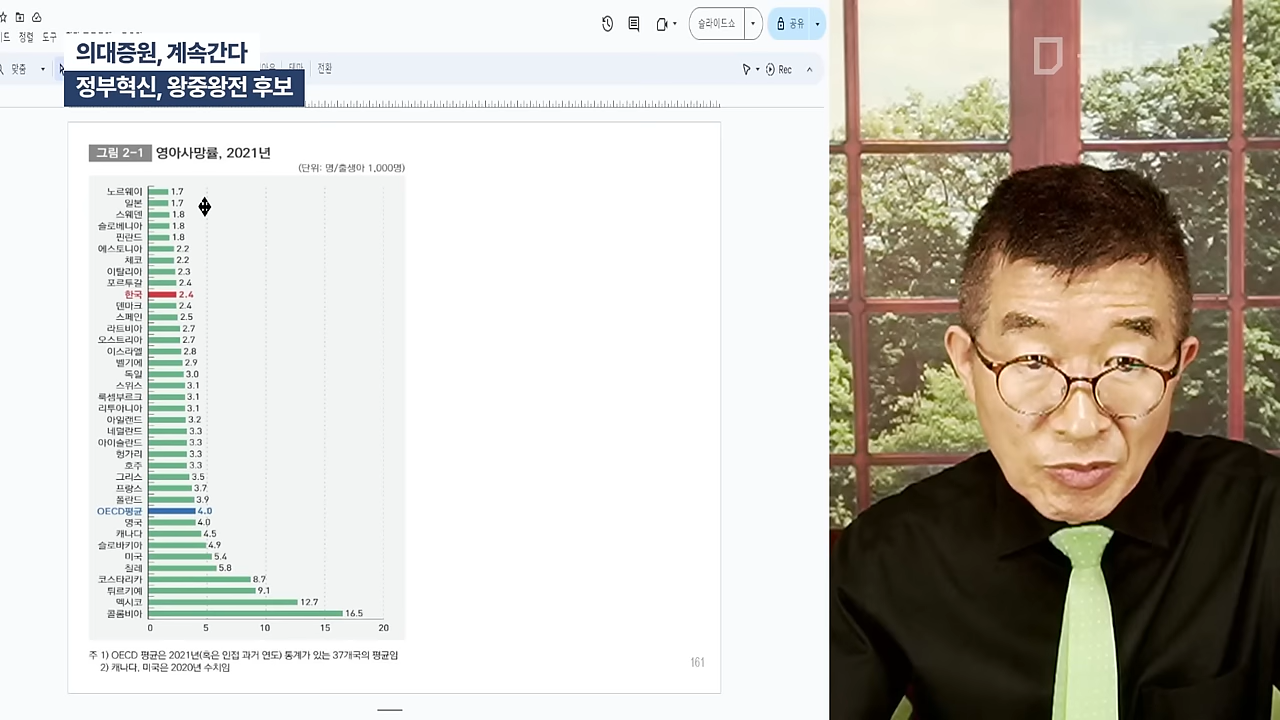 드 정렬 도구
슬라이드쇼
공유
의대증원, 계속간다
맞춤
전환
Rec
정부혁신, 왕중왕전 후보
그림 2-1 영아사망률, 2021년
(단위: 명/출생아 1,000명)
노르웨이 1.7
일본 1.7
스웨덴 1.8
슬로베니아 1.8
핀란드 1.8
에스토니아 2.2
체코 2.2
이탈리아 2.3
포르투갈 2.4
한국 2.4
덴마크 2.4
스페인 2.5
라트비아 2.7
오스트리아 2.7
이스라엘 2.8
벨기에 2.9
독일 3.0
스위스 3.1
룩셈부르크 3.1
리투아니아 3.1
아일랜드 3.2
네덜란드 3.3
아이슬란드 3.3
헝가리 3.3
호주 3.3
그리스 3.5
프랑스 3.7
폴란드 3.9
OECD평균 4.0
영국 4.0
캐나다 4.5
슬로바키아 4.9
미국 5.4
칠레 5.8
코스타리카 8.7
튀르키예 9.1
멕시코 12.7
콜롬비아 16.5
0 5 10 15 20
주 1) OECD 평균은 2021년(혹은 인접 과거 연도) 통계가 있는 37개국의 평균임
2) 캐나다, 미국은 2020년 수치임
161